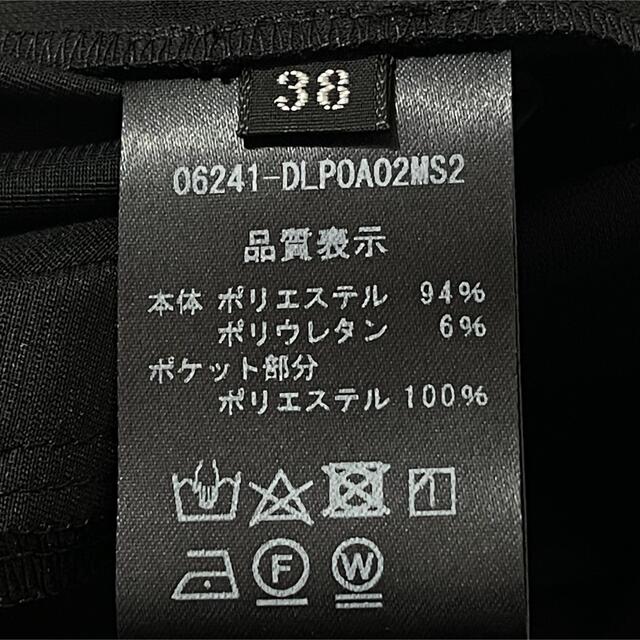 38
06241-DLP0A02MS2
品質表示
本体 ポリエステル 94%
ポリウレタン 6%
ポケット部分
ポリエステル 100%
F W